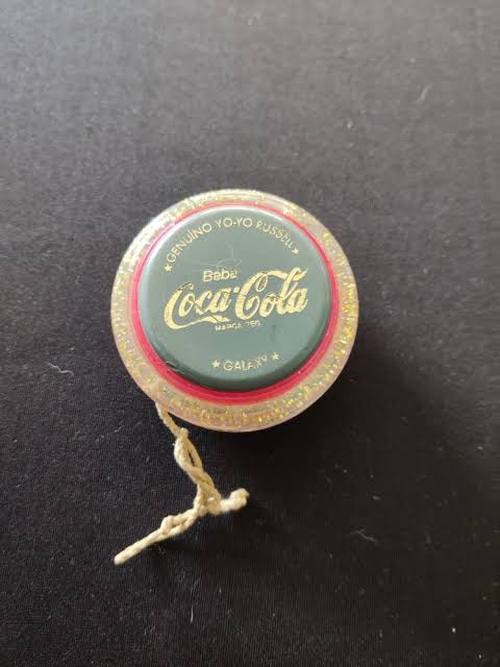 ★ GENUINO YO-YO RUSSELL ★
Beba
Coca-Cola
MARCA REG.
★ GALAXY ★